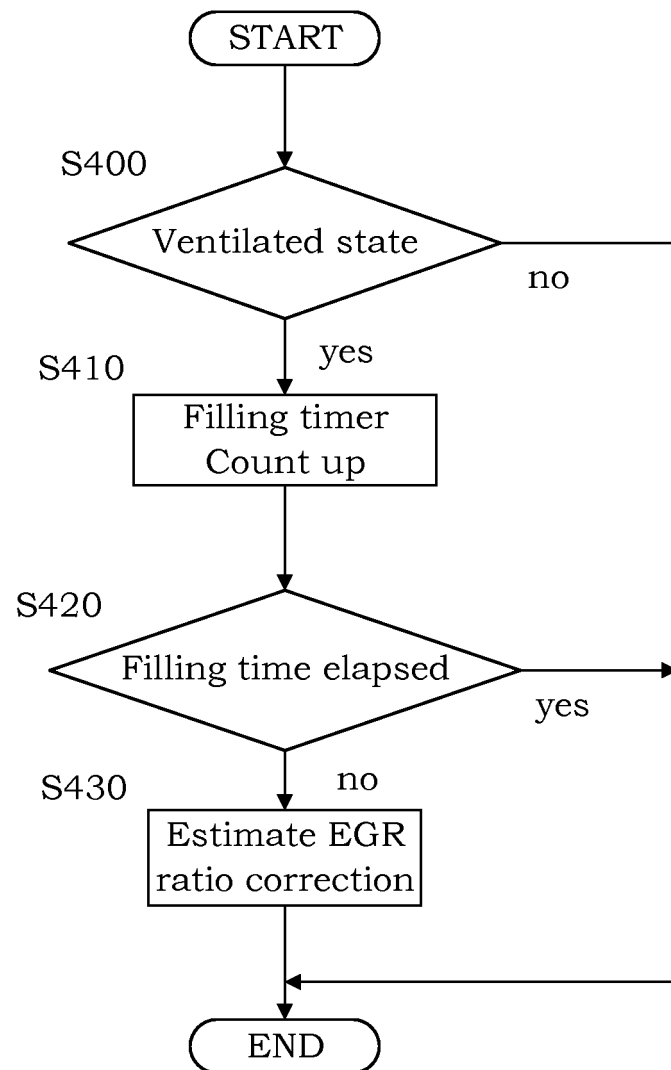 START
S400
Ventilated state
no
yes
S410
Filling timer
Count up
S420
Filling time elapsed
yes
no
S430
Estimate EGR
ratio correction
END